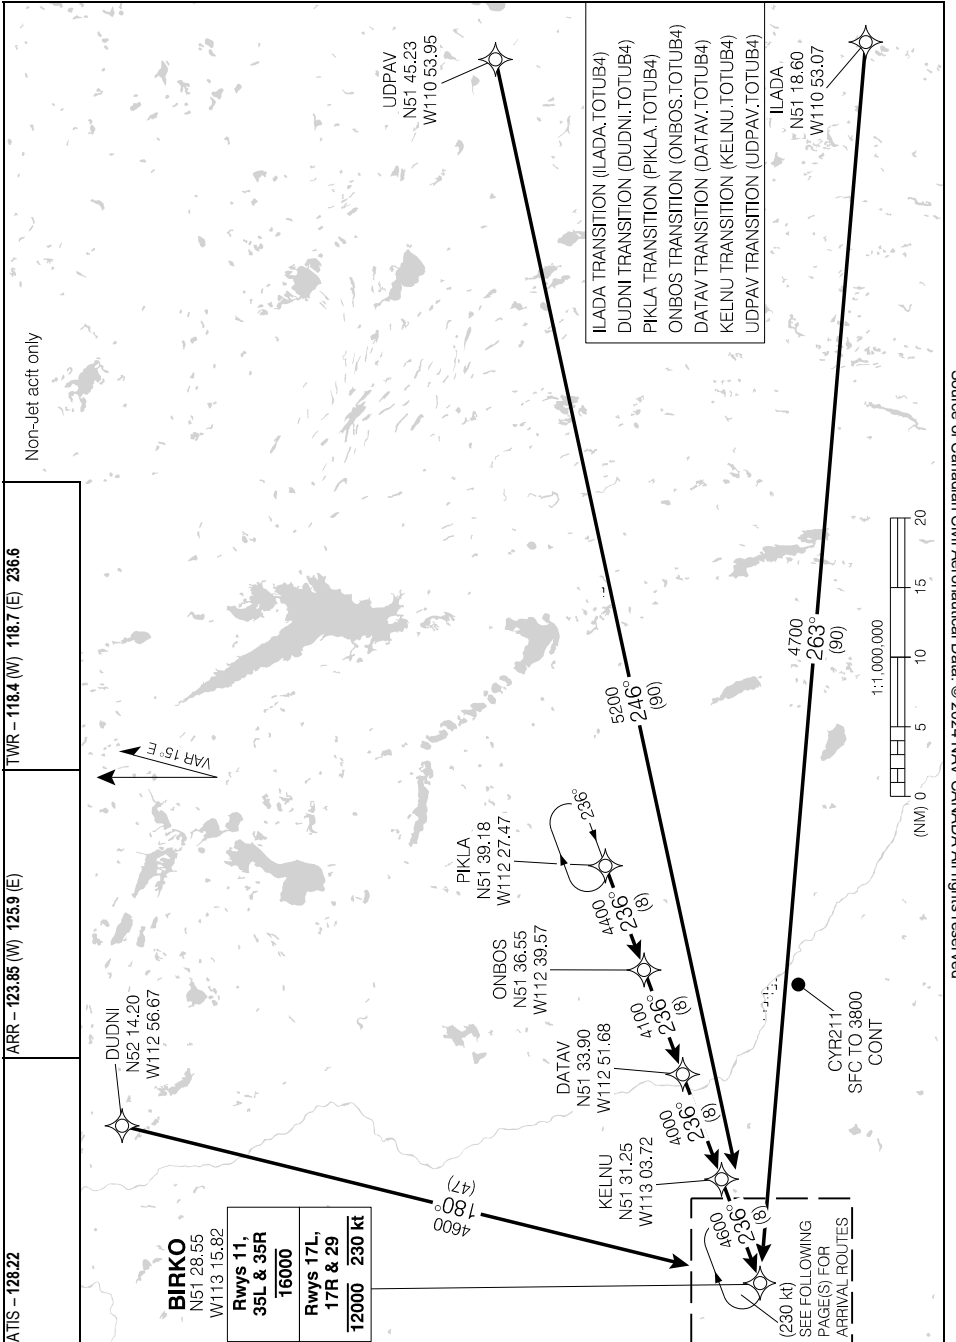 ATIS – 128.22
ARR – 123.85 (W) 125.9 (E)
TWR – 118.4 (W) 118.7 (E) 236.6
Non-Jet acft only
UDPAV
N51 45.23
W110 53.95
ILADA TRANSITION (ILADA.TOTUB4)
DUDNI TRANSITION (DUDNI.TOTUB4)
PIKLA TRANSITION (PIKLA.TOTUB4)
ONBOS TRANSITION (ONBOS.TOTUB4)
DATAV TRANSITION (DATAV.TOTUB4)
KELNU TRANSITION (KELNU.TOTUB4)
UDPAV TRANSITION (UDPAV.TOTUB4)
ILADA
N51 18.60
W110 53.07
VAR 15° E
DUDNI
N52 14.20
W112 56.67
4600
180°
(47)
5200
246°
(90)
4700
263°
(90)
PIKLA
N51 39.18
W112 27.47
236°
4400
236°
(8)
ONBOS
N51 36.55
W112 39.57
4100
236°
(8)
DATAV
N51 33.90
W112 51.68
4000
236°
(8)
KELNU
N51 31.25
W113 03.72
4600
236°
(8)
BIRKO
N51 28.55
W113 15.82
Rwys 11,
35L & 35R
16000
Rwys 17L,
17R & 29
12000 230 kt
(230 kt)
SEE FOLLOWING
PAGE(S) FOR
ARRIVAL ROUTES
CYR211
SFC TO 3800
CONT
1:1,000,000
(NM) 0 5 10 15 20
Source of Canadian Civil Aeronautical Data: © 2024 NAV CANADA All rights reserved